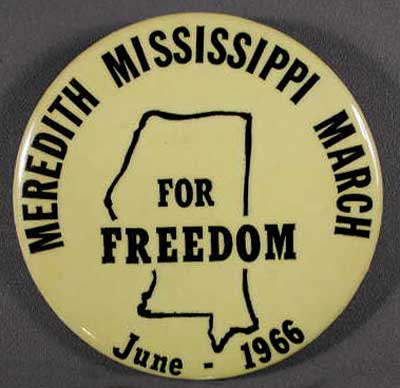 MEREDITH MISSISSIPPI MARCH
FOR
FREEDOM
June - 1966